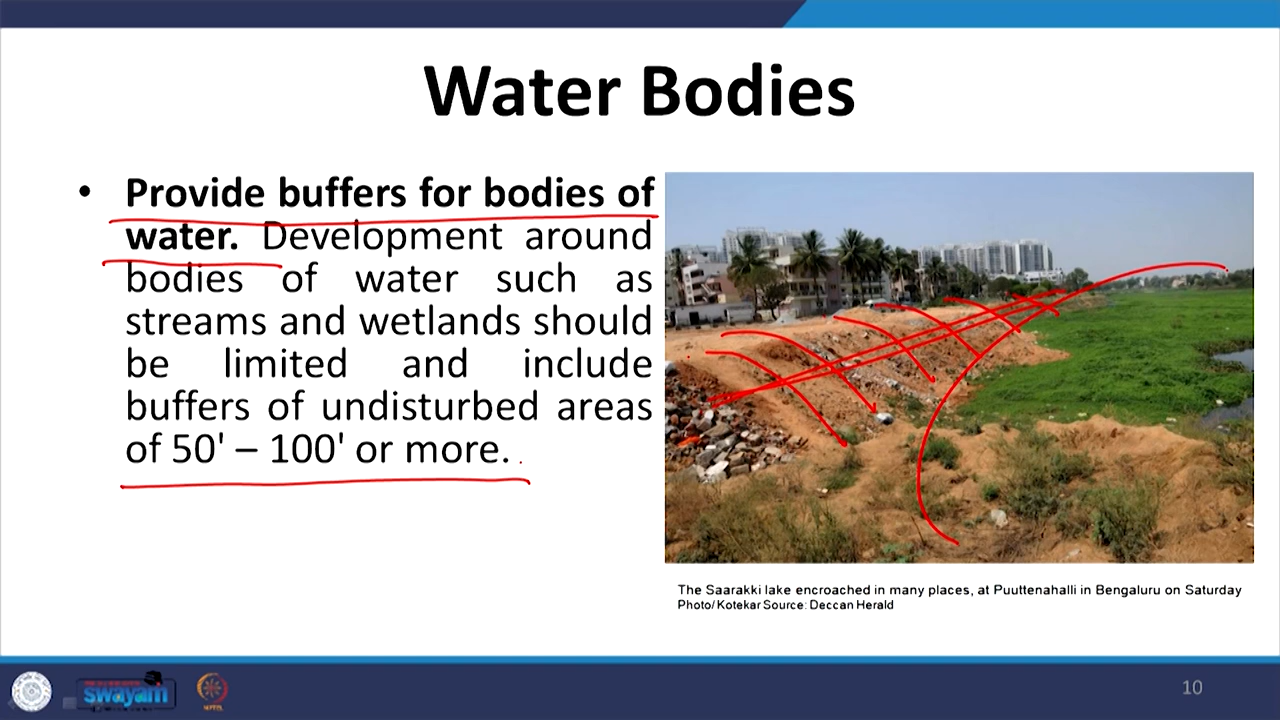 Water Bodies
• Provide buffers for bodies of
water. Development around
bodies of water such as
streams and wetlands should
be limited and include
buffers of undisturbed areas
of 50' – 100' or more.
The Saarakki lake encroached in many places, at Puuttenahalli in Bengaluru on Saturday
Photo/ Kotekar Source: Deccan Herald
swayam
NPTEL
10